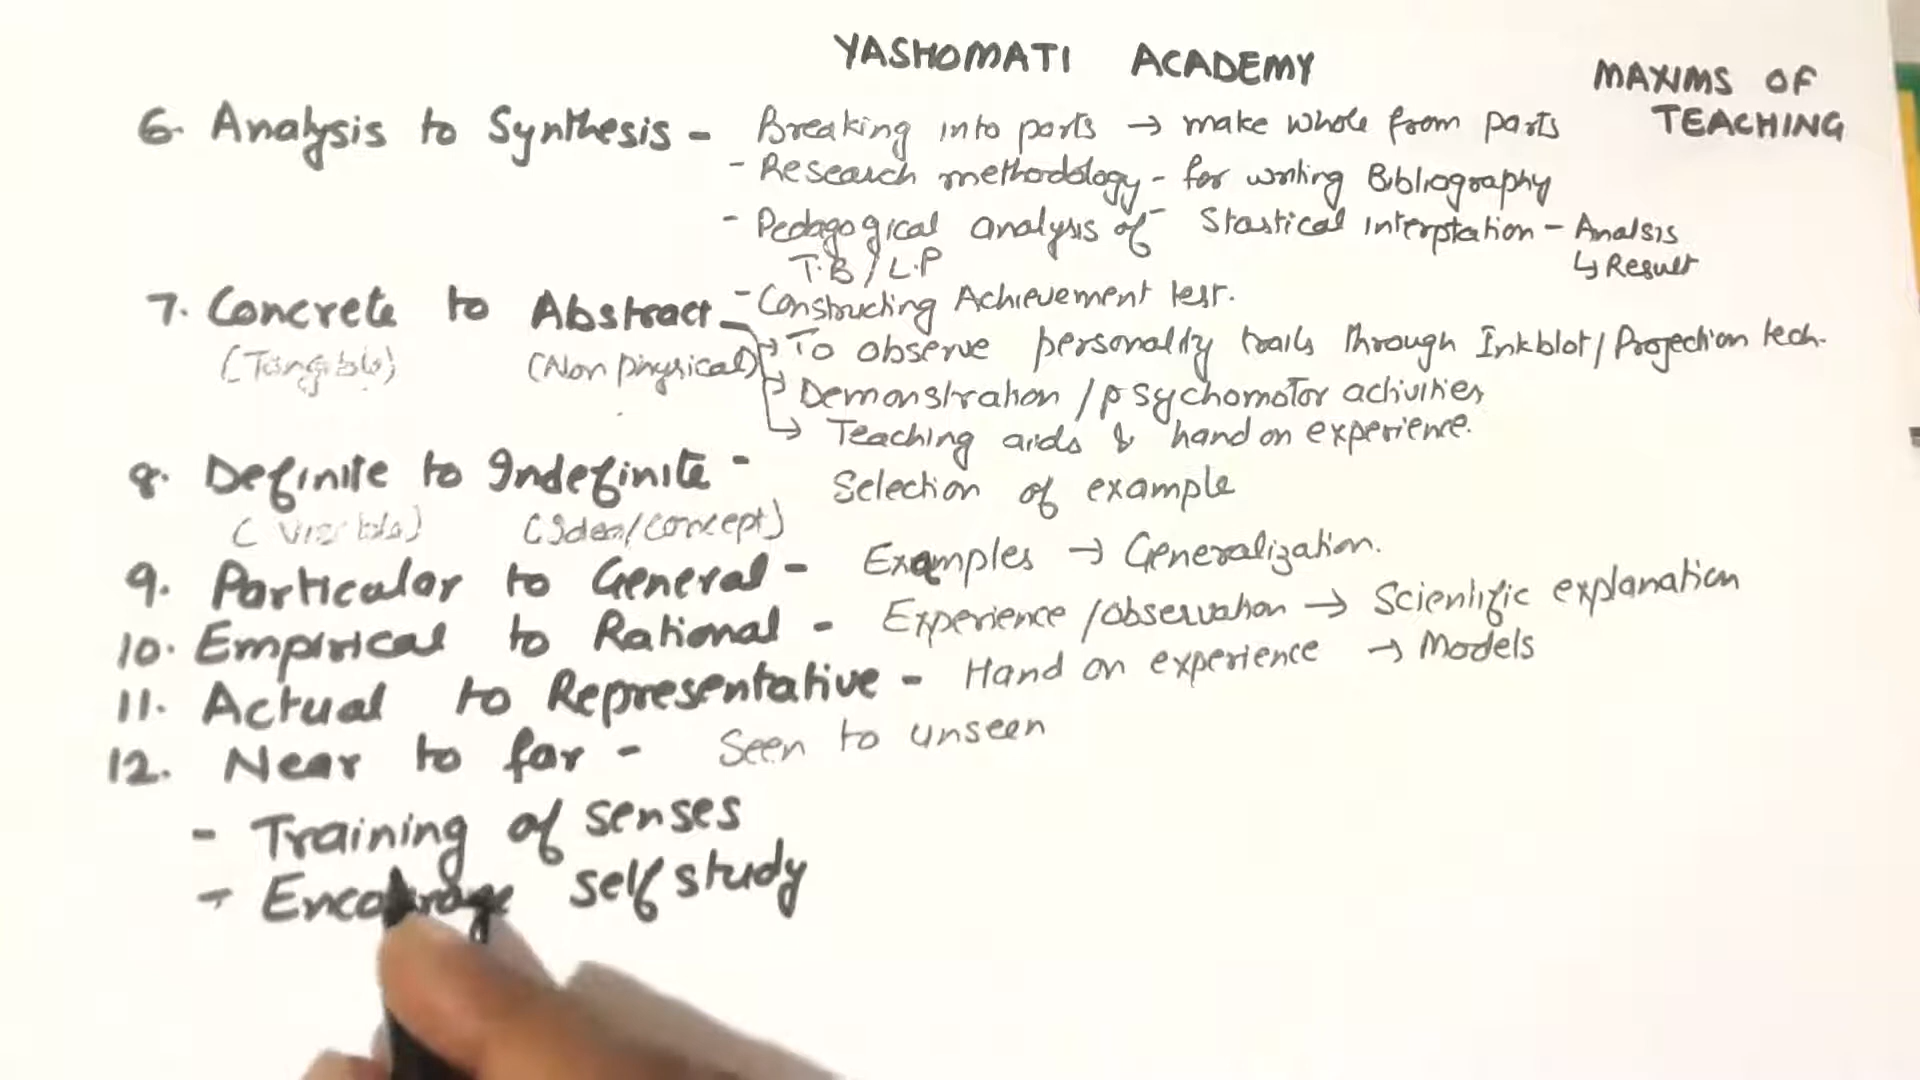 YASHOMATI ACADEMY
MAXIMS OF
TEACHING
6. Analysis to Synthesis - Breaking into parts → make whole from parts
- Research methodology - for writing Bibliography
- Pedagogical analysis of - Stastical Interptation - Analsis
T.B / L.P ↳ Result
- Constructing Achievement test.
7. Concrete to Abstract → To observe personality traits through Inkblot / Projection tech.
(Tangible) (Non physical)
→ Demonstration / psychomotor activities
→ Teaching aids & hand on experience.
8. Definite to Indefinite - Selection of example
(Visible) (Idea/concept)
9. Particular to General - Examples → Generalization.
10. Empirical to Rational - Experience / observation → Scientific explanation
11. Actual to Representative - Hand on experience → Models
12. Near to far - Seen to unseen
- Training of senses
- Encourage self study